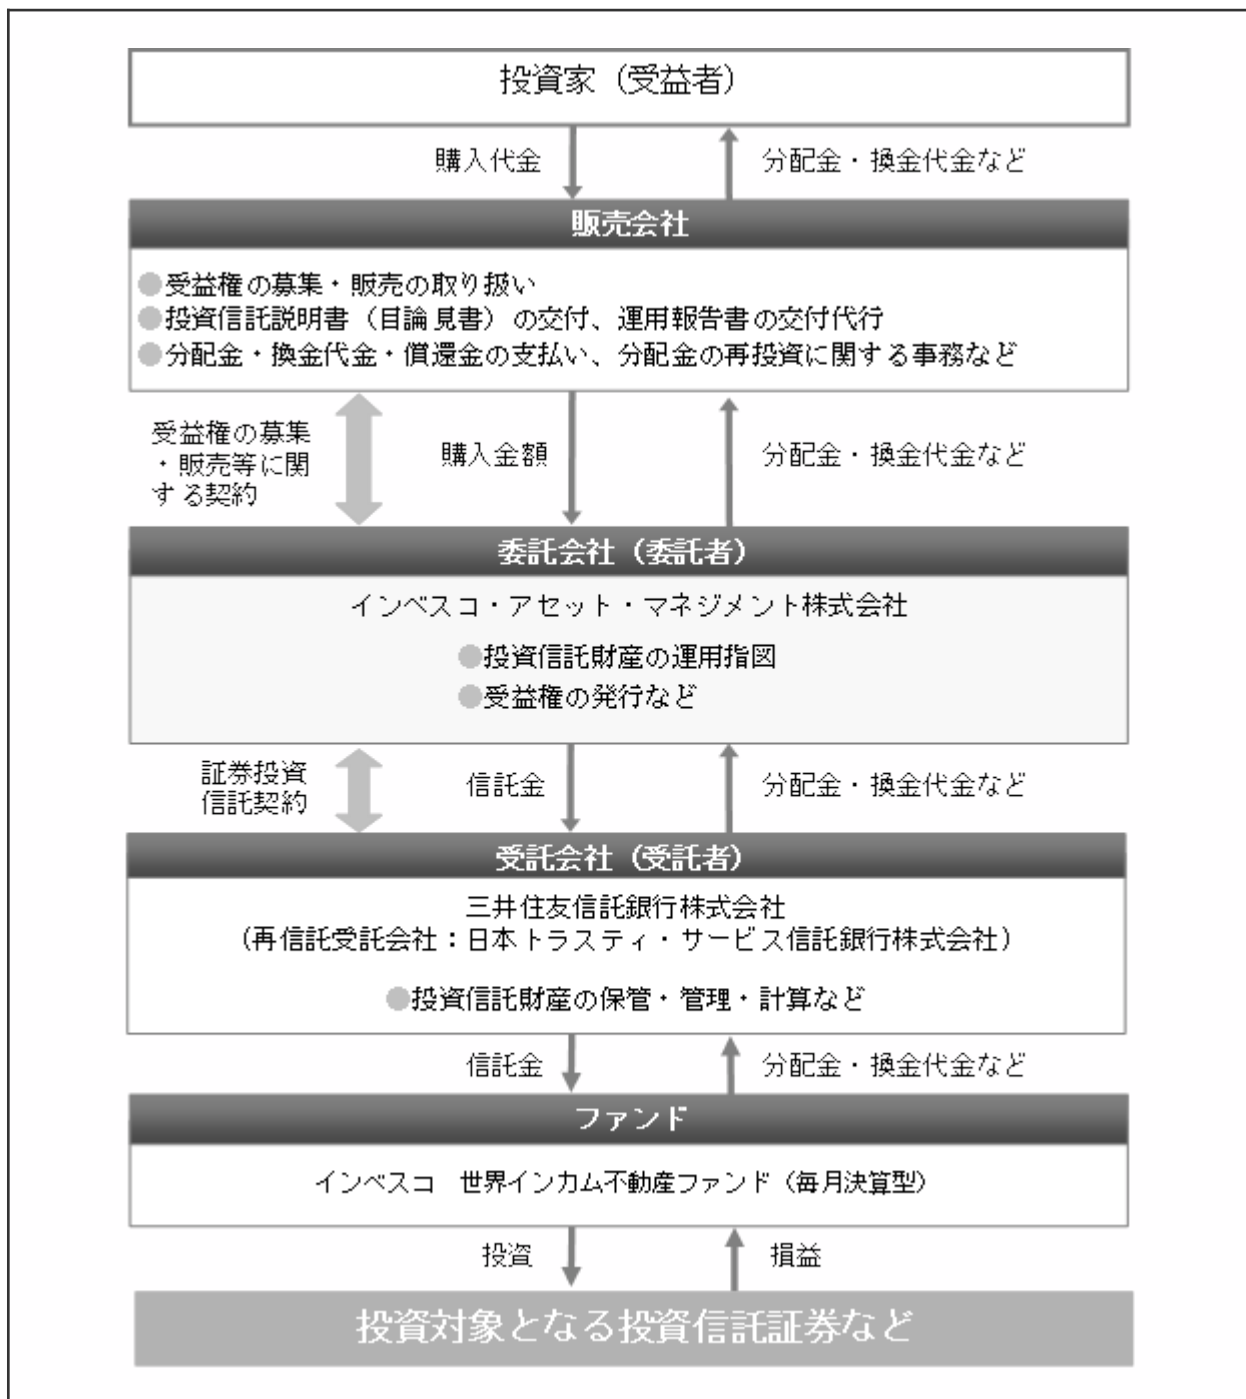 投資家（受益者）
購入代金
分配金・換金代金など
販売会社
●受益権の募集・販売の取り扱い
●投資信託説明書（目論見書）の交付、運用報告書の交付代行
●分配金・換金代金・償還金の支払い、分配金の再投資に関する事務など
受益権の募集
・販売等に関
する契約
購入金額
分配金・換金代金など
委託会社（委託者）
インベスコ・アセット・マネジメント株式会社
●投資信託財産の運用指図
●受益権の発行など
証券投資
信託契約
信託金
分配金・換金代金など
受託会社（受託者）
三井住友信託銀行株式会社
（再信託受託会社：日本トラスティ・サービス信託銀行株式会社）
●投資信託財産の保管・管理・計算など
信託金
分配金・換金代金など
ファンド
インベスコ　世界インカム不動産ファンド（毎月決算型）
投資
損益
投資対象となる投資信託証券など